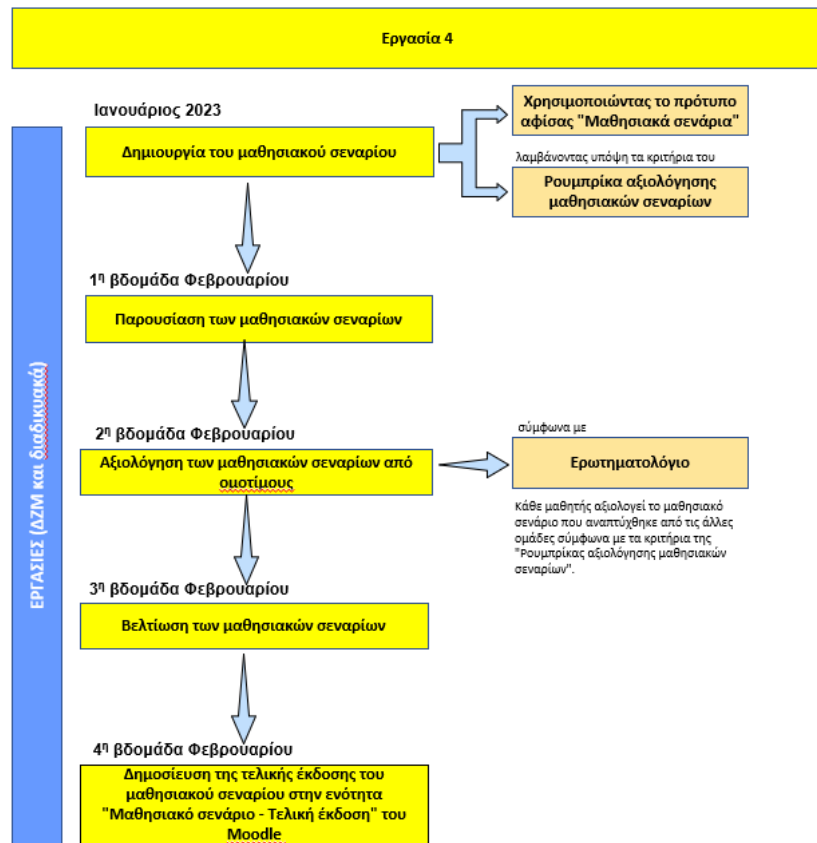 Εργασία 4
Ιανουάριος 2023
Δημιουργία του μαθησιακού σεναρίου
Χρησιμοποιώντας το πρότυπο
αφίσας "Μαθησιακά σενάρια"
λαμβάνοντας υπόψη τα κριτήρια του
Ρουμπρίκα αξιολόγησης
μαθησιακών σεναρίων
1η βδομάδα Φεβρουαρίου
Παρουσίαση των μαθησιακών σεναρίων
2η βδομάδα Φεβρουαρίου
Αξιολόγηση των μαθησιακών σεναρίων από
ομοτίμους
σύμφωνα με
Ερωτηματολόγιο
Κάθε μαθητής αξιολογεί το μαθησιακό
σενάριο που αναπτύχθηκε από τις άλλες
ομάδες σύμφωνα με τα κριτήρια της
"Ρουμπρίκας αξιολόγησης μαθησιακών
σεναρίων".
3η βδομάδα Φεβρουαρίου
Βελτίωση των μαθησιακών σεναρίων
4η βδομάδα Φεβρουαρίου
Δημοσίευση της τελικής έκδοσης του
μαθησιακού σεναρίου στην ενότητα
"Μαθησιακό σενάριο - Τελική έκδοση" του
Moodle
ΕΡΓΑΣΙΕΣ (ΔΖΜ και διαδικυακά)